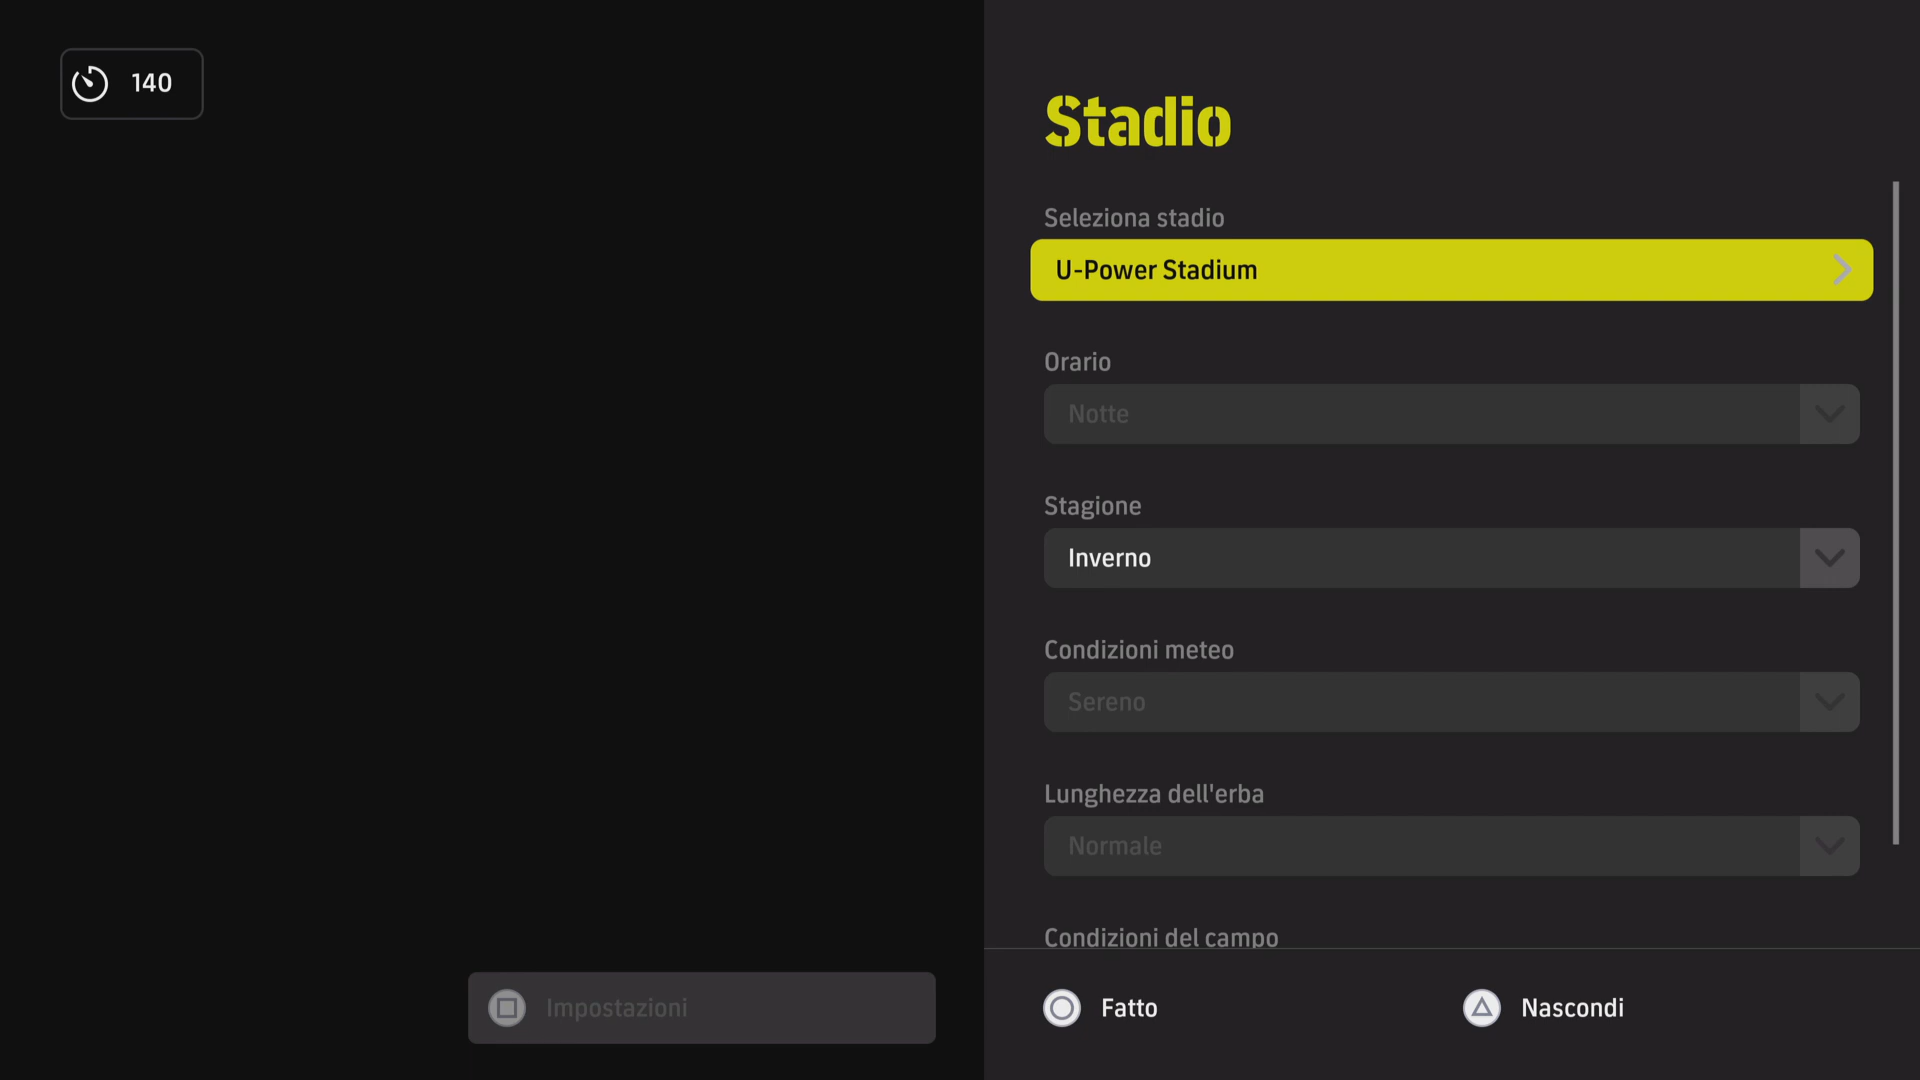 140
Stadio
Seleziona stadio
U-Power Stadium
Orario
Notte
Stagione
Inverno
Condizioni meteo
Sereno
Lunghezza dell'erba
Normale
Condizioni del campo
Impostazioni
Fatto
Nascondi